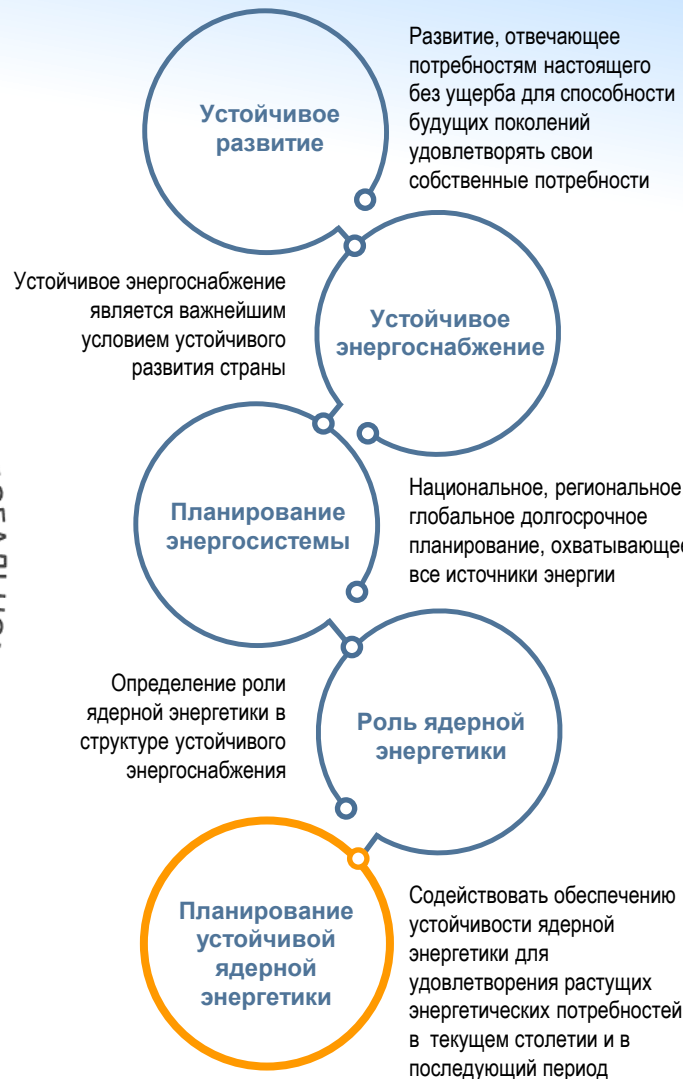 Устойчивое
развитие
Развитие, отвечающее
потребностям настоящего
без ущерба для способности
будущих поколений
удовлетворять свои
собственные потребности
Устойчивое энергоснабжение
является важнейшим
условием устойчивого
развития страны
Устойчивое
энергоснабжение
Планирование
энергосистемы
Национальное, региональное
глобальное долгосрочное
планирование, охватывающее
все источники энергии
Определение роли
ядерной энергетики в
структуре устойчивого
энергоснабжения
Роль ядерной
энергетики
Планирование
устойчивой
ядерной
энергетики
Содействовать обеспечению
устойчивости ядерной
энергетики для
удовлетворения растущих
энергетических потребностей
в текущем столетии и в
последующий период